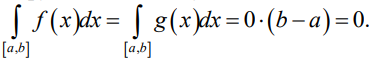 ∫_{[a,b]} f(x)dx = ∫_{[a,b]} g(x)dx = 0·(b−a) = 0.